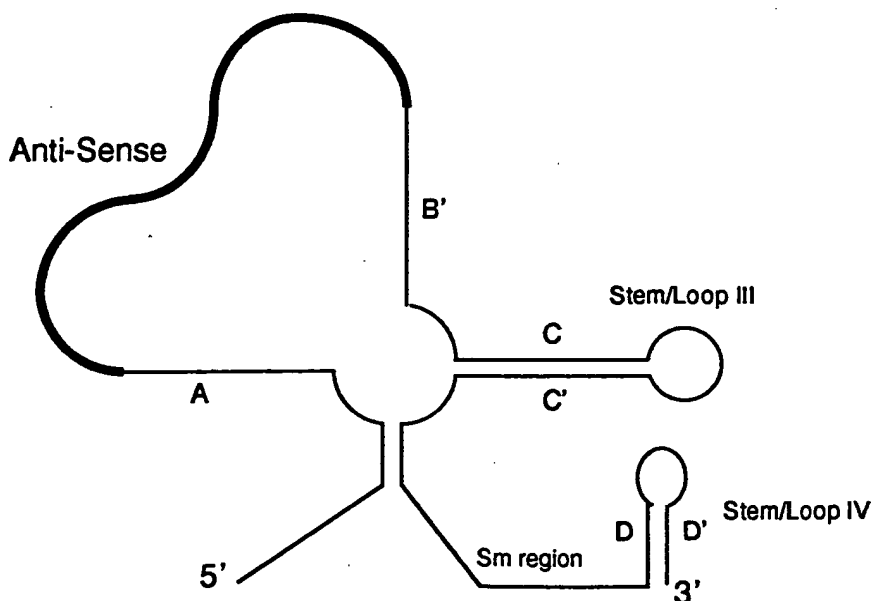 Anti-Sense
B'
Stem/Loop III
C
A
C'
D
D'
Stem/Loop IV
Sm region
5'
3'